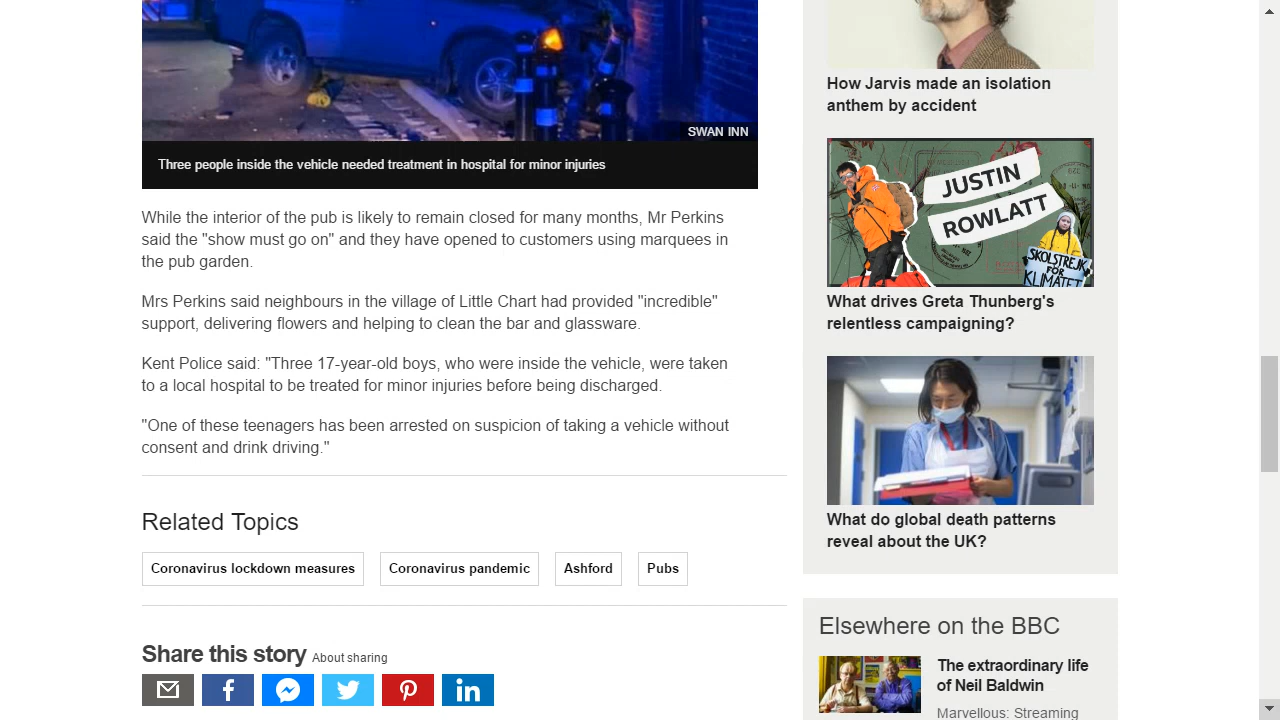 SWAN INN
Three people inside the vehicle needed treatment in hospital for minor injuries
While the interior of the pub is likely to remain closed for many months, Mr Perkins
said the "show must go on" and they have opened to customers using marquees in
the pub garden.
Mrs Perkins said neighbours in the village of Little Chart had provided "incredible"
support, delivering flowers and helping to clean the bar and glassware.
Kent Police said: "Three 17-year-old boys, who were inside the vehicle, were taken
to a local hospital to be treated for minor injuries before being discharged.
"One of these teenagers has been arrested on suspicion of taking a vehicle without
consent and drink driving."
Related Topics
Coronavirus lockdown measures
Coronavirus pandemic
Ashford
Pubs
Share this story About sharing
How Jarvis made an isolation
anthem by accident
JUSTIN
ROWLATT
SKOLSTREJK
FÖR
KLIMATET
What drives Greta Thunberg's
relentless campaigning?
What do global death patterns
reveal about the UK?
Elsewhere on the BBC
The extraordinary life
of Neil Baldwin
Marvellous: Streaming